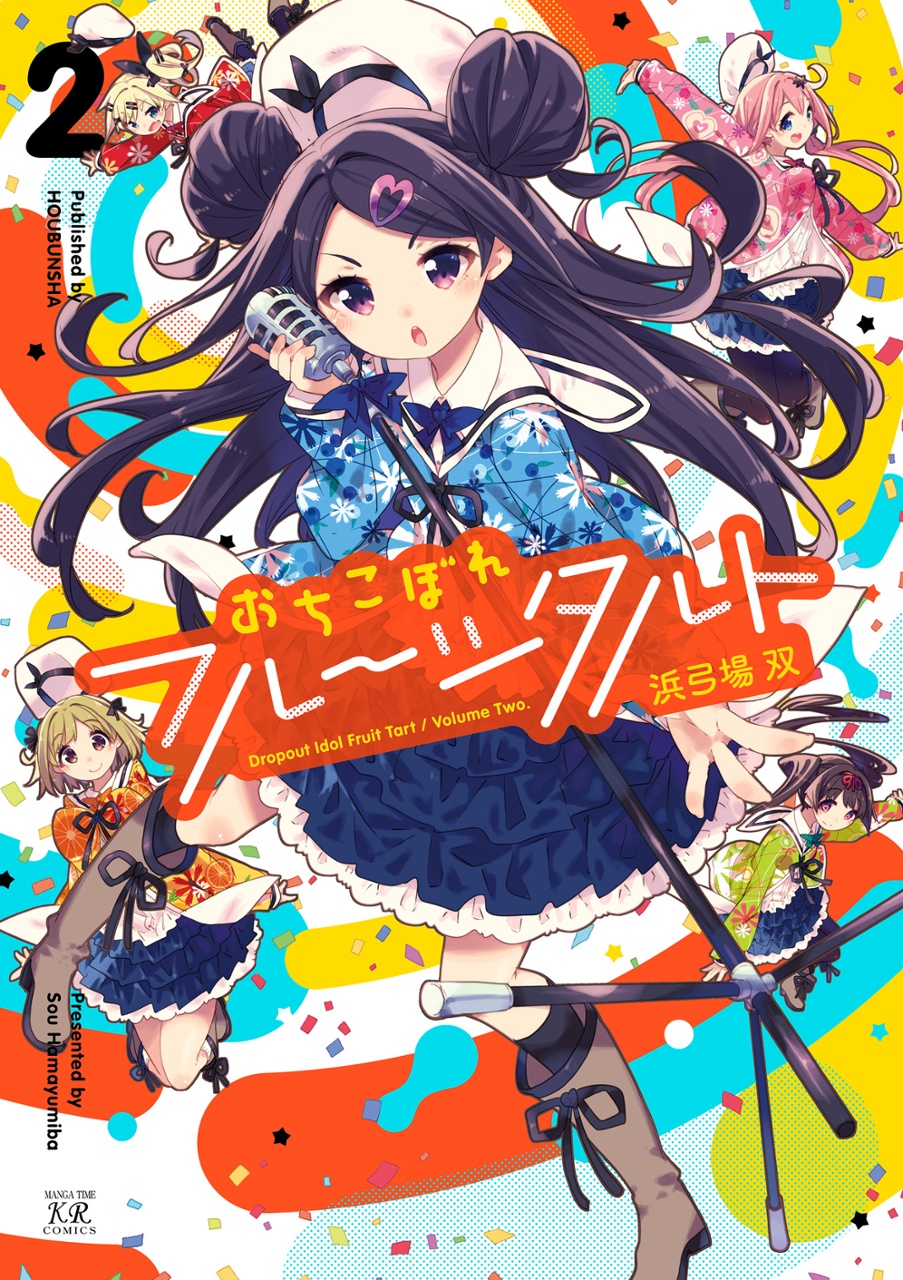 2
Published by
HOUBUNSHA
おちこぼれ
フルーツタルト
浜弓場 双
Dropout Idol Fruit Tart / Volume Two.
Presented by
Sou Hamayumiba
MANGA TIME
KR
COMICS